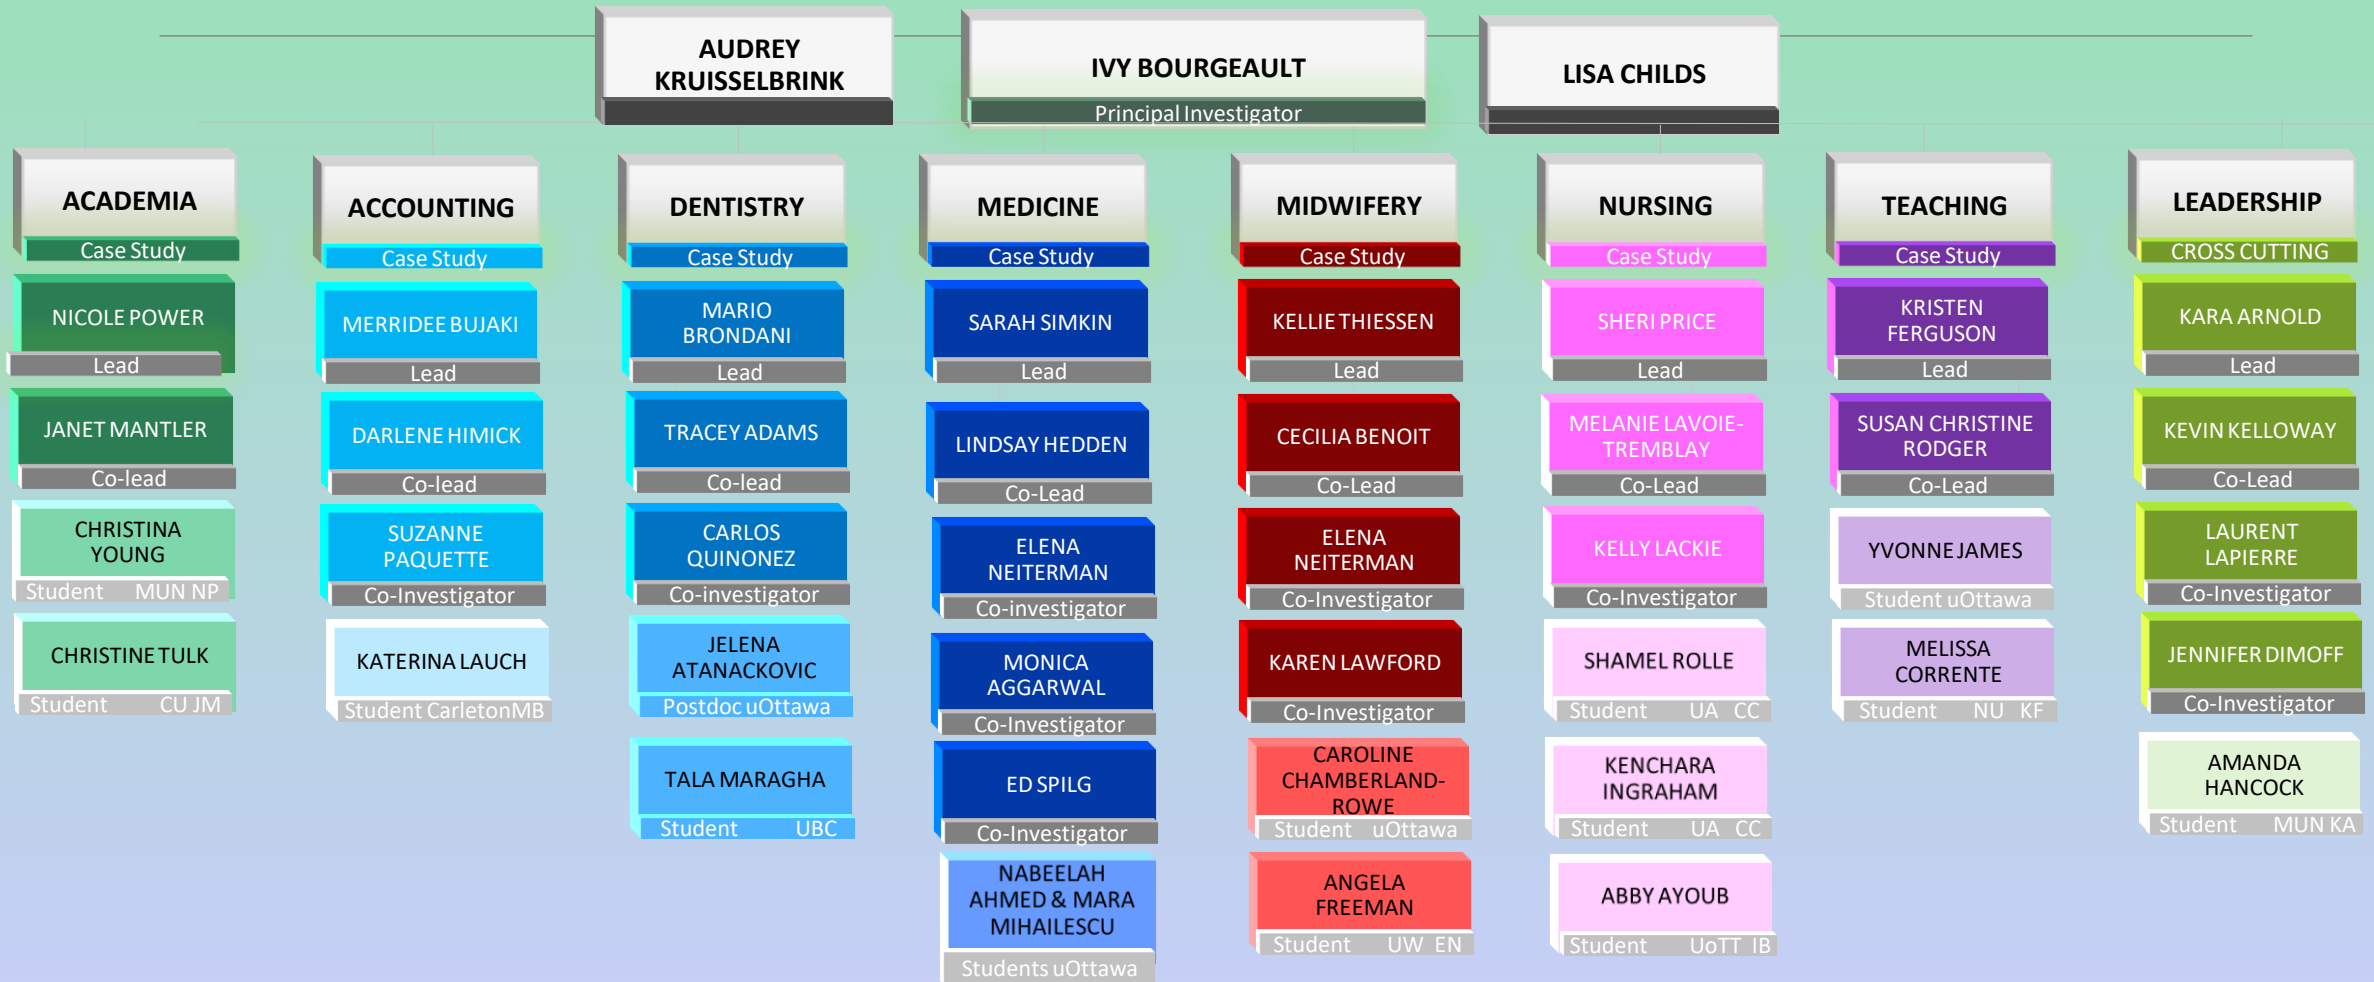 AUDREY
KRUISSELBRINK
IVY BOURGEAULT
Principal Investigator
LISA CHILDS
ACADEMIA
Case Study
NICOLE POWER
Lead
JANET MANTLER
Co-lead
CHRISTINA
YOUNG
Student MUN NP
CHRISTINE TULK
Student CU JM
ACCOUNTING
Case Study
MERRIDEE BUJAKI
Lead
DARLENE HIMICK
Co-lead
SUZANNE
PAQUETTE
Co-Investigator
KATERINA LAUCH
Student Carleton MB
DENTISTRY
Case Study
MARIO
BRONDANI
Lead
TRACEY ADAMS
Co-lead
CARLOS
QUINONEZ
Co-investigator
JELENA
ATANACKOVIC
Postdoc uOttawa
TALA MARAGHA
Student UBC
MEDICINE
Case Study
SARAH SIMKIN
Lead
LINDSAY HEDDEN
Co-Lead
ELENA
NEITERMAN
Co-investigator
MONICA
AGGARWAL
Co-Investigator
ED SPILG
Co-Investigator
NABEELAH
AHMED & MARA
MIHAILESCU
Students uOttawa
MIDWIFERY
Case Study
KELLIE THIESSEN
Lead
CECILIA BENOIT
Co-Lead
ELENA
NEITERMAN
Co-Investigator
KAREN LAWFORD
Co-Investigator
CAROLINE
CHAMBERLAND-
ROWE
Student uOttawa
ANGELA
FREEMAN
Student UW EN
NURSING
Case Study
SHERI PRICE
Lead
MELANIE LAVOIE-
TREMBLAY
Co-Lead
KELLY LACKIE
Co-Investigator
SHAMEL ROLLE
Student UA CC
KENCHARA
INGRAHAM
Student UA CC
ABBY AYOUB
Student UoTT IB
TEACHING
Case Study
KRISTEN
FERGUSON
Lead
SUSAN CHRISTINE
RODGER
Co-Lead
YVONNE JAMES
Student uOttawa
MELISSA
CORRENTE
Student NU KF
LEADERSHIP
CROSS CUTTING
KARA ARNOLD
Lead
KEVIN KELLOWAY
Co-Lead
LAURENT
LAPIERRE
Co-Investigator
JENNIFER DIMOFF
Co-Investigator
AMANDA
HANCOCK
Student MUN KA